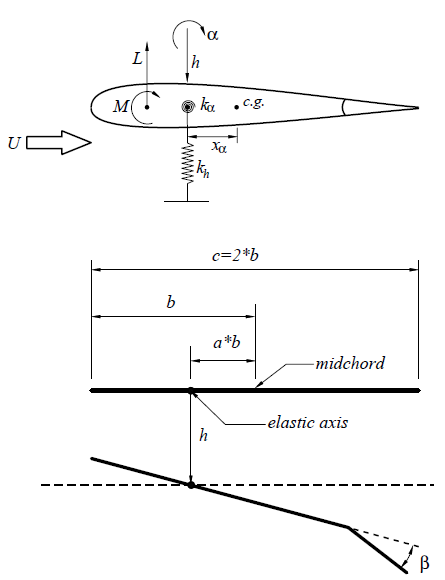 α
L
h
M
kα
c.g.
U
xα
kh
c=2*b
b
a*b
midchord
elastic axis
h
β